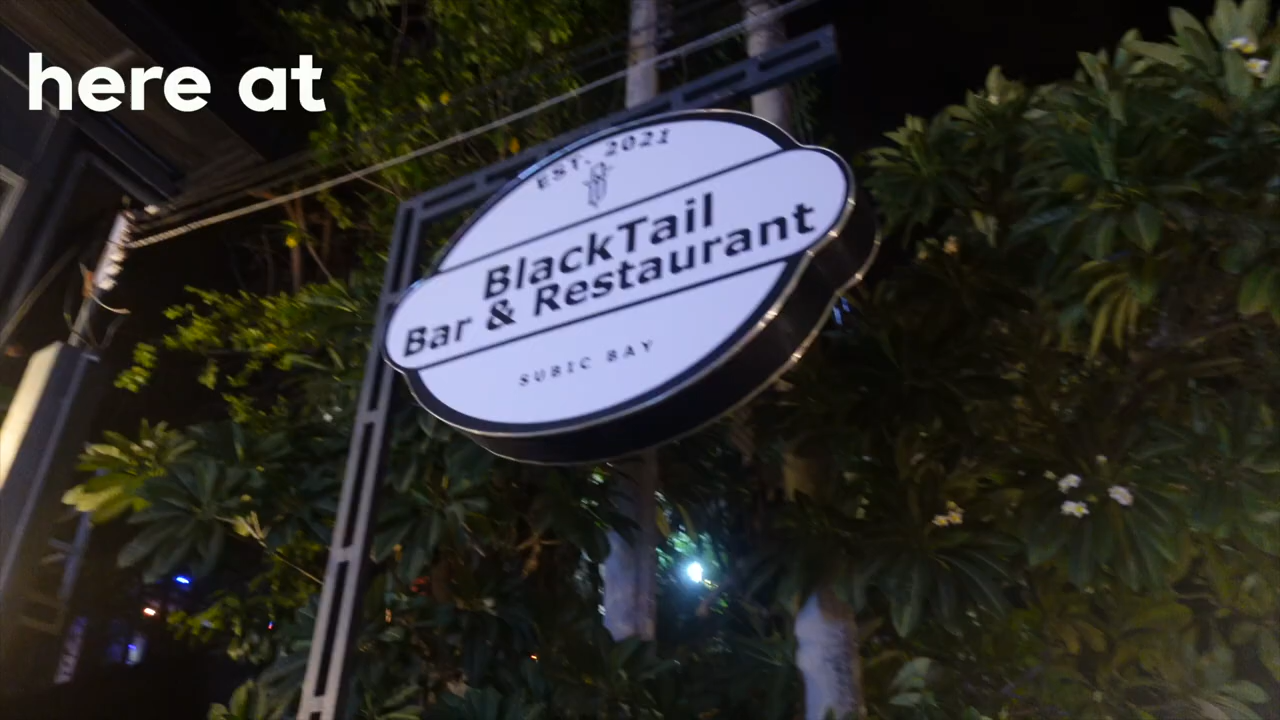 here at
EST. 2021
BlackTail
Bar & Restaurant
SUBIC BAY